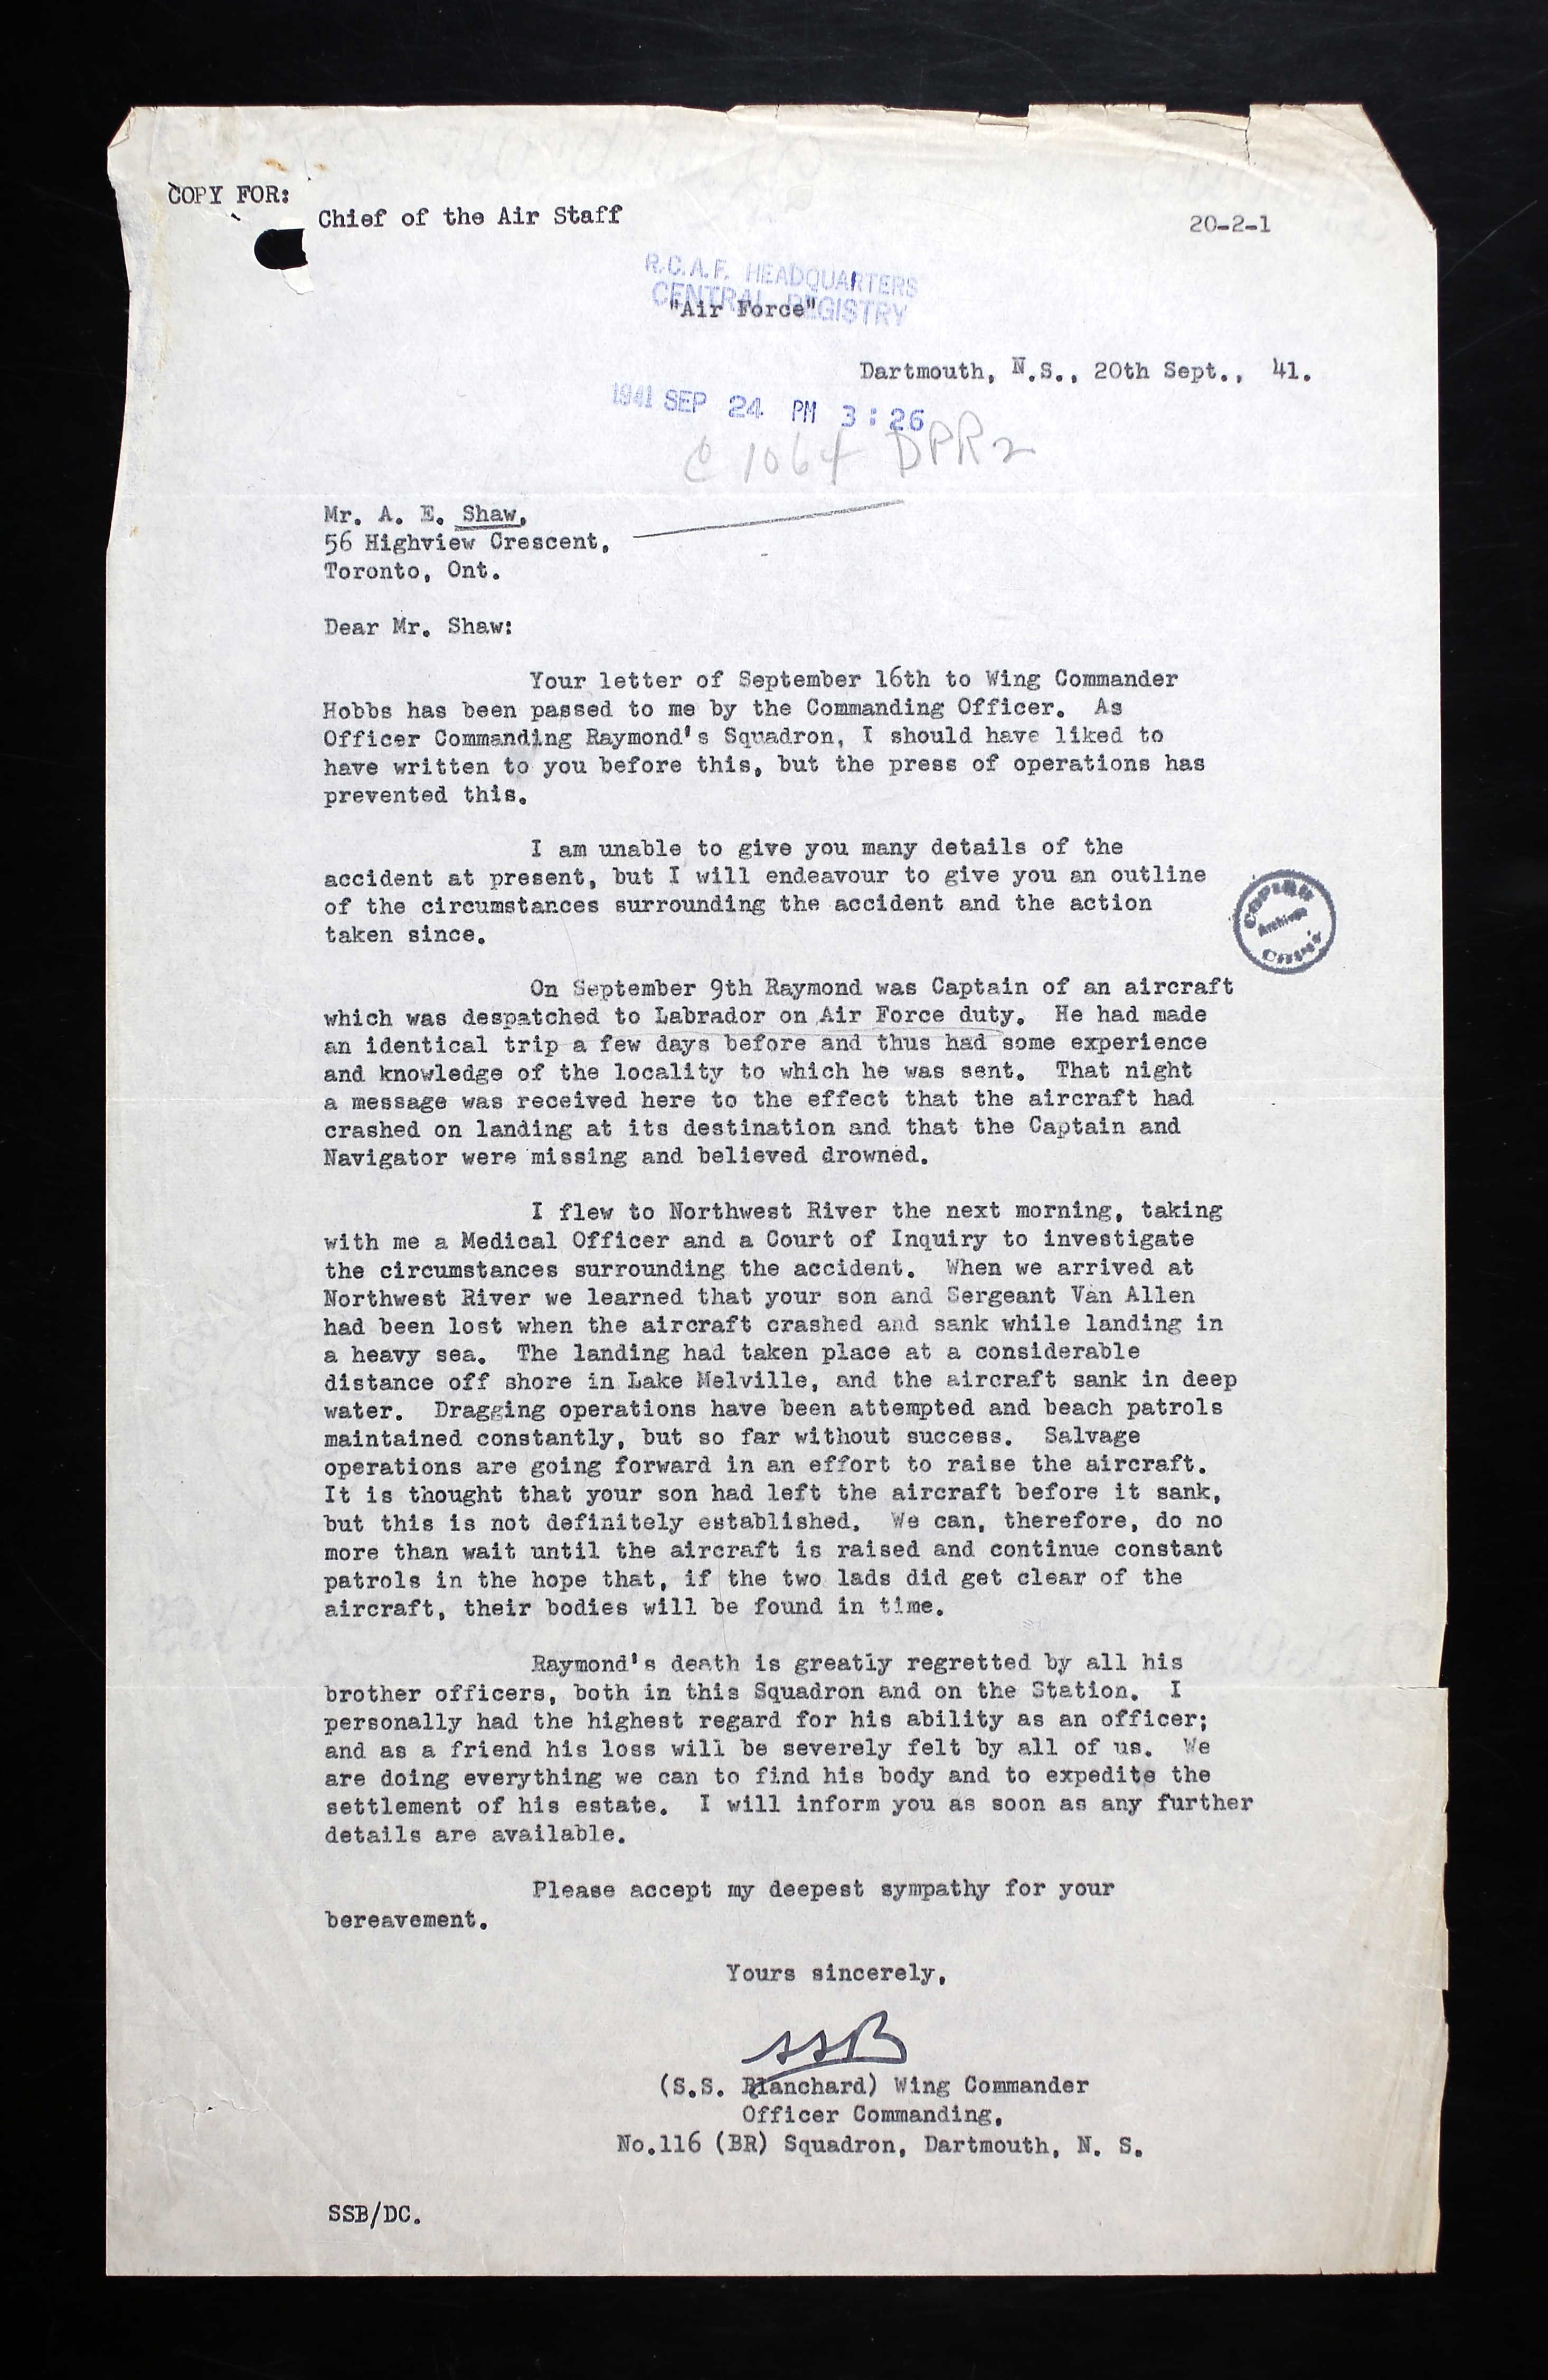 COPY FOR:
Chief of the Air Staff
20-2-1
R.C.A.F. HEADQUARTERS
CENTRAL REGISTRY
"Air Force"
Dartmouth, N.S., 20th Sept., 41.
1941 SEP 24 PM 3:26
C 1064 DPR2
Mr. A. E. Shaw,
56 Highview Crescent,
Toronto, Ont.
Dear Mr. Shaw:
Your letter of September 16th to Wing Commander
Hobbs has been passed to me by the Commanding Officer. As
Officer Commanding Raymond's Squadron, I should have liked to
have written to you before this, but the press of operations has
prevented this.
I am unable to give you many details of the
accident at present, but I will endeavour to give you an outline
of the circumstances surrounding the accident and the action
taken since.
Archives
On September 9th Raymond was Captain of an aircraft
which was despatched to Labrador on Air Force duty. He had made
an identical trip a few days before and thus had some experience
and knowledge of the locality to which he was sent. That night
a message was received here to the effect that the aircraft had
crashed on landing at its destination and that the Captain and
Navigator were missing and believed drowned.
I flew to Northwest River the next morning, taking
with me a Medical Officer and a Court of Inquiry to investigate
the circumstances surrounding the accident. When we arrived at
Northwest River we learned that your son and Sergeant Van Allen
had been lost when the aircraft crashed and sank while landing in
a heavy sea. The landing had taken place at a considerable
distance off shore in Lake Melville, and the aircraft sank in deep
water. Dragging operations have been attempted and beach patrols
maintained constantly, but so far without success. Salvage
operations are going forward in an effort to raise the aircraft.
It is thought that your son had left the aircraft before it sank,
but this is not definitely established. We can, therefore, do no
more than wait until the aircraft is raised and continue constant
patrols in the hope that, if the two lads did get clear of the
aircraft, their bodies will be found in time.
Raymond's death is greatly regretted by all his
brother officers, both in this Squadron and on the Station. I
personally had the highest regard for his ability as an officer;
and as a friend his loss will be severely felt by all of us. We
are doing everything we can to find his body and to expedite the
settlement of his estate. I will inform you as soon as any further
details are available.
Please accept my deepest sympathy for your
bereavement.
Yours sincerely,
SSB
(S.S. Blanchard) Wing Commander
Officer Commanding,
No.116 (BR) Squadron, Dartmouth, N. S.
SSB/DC.